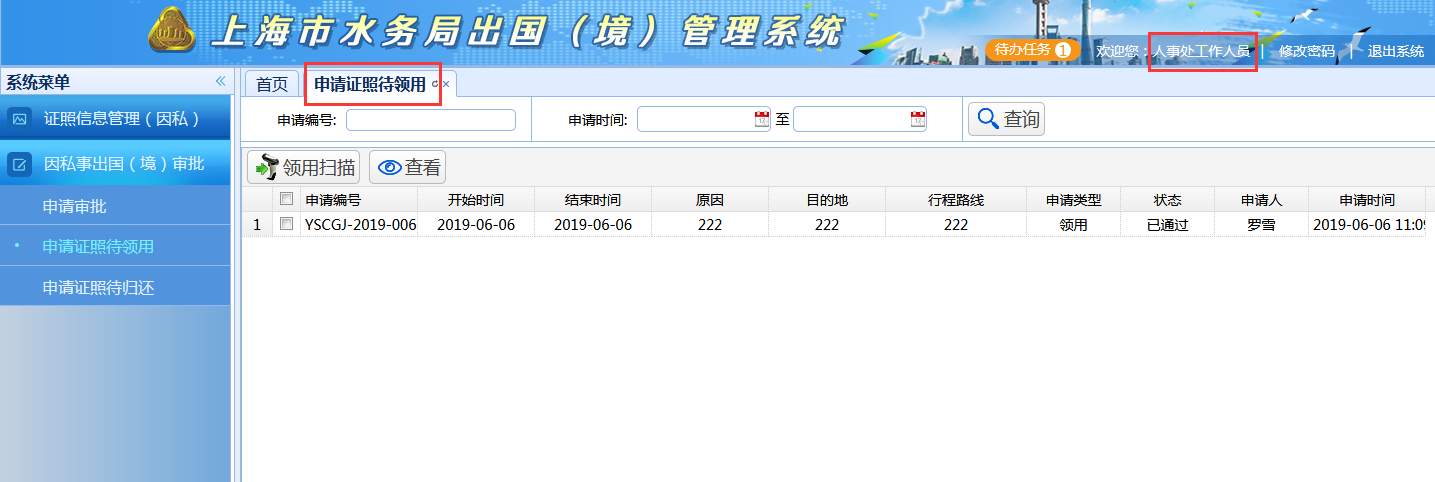 上海市水务局出国（境）管理系统
待办任务 1 欢迎您：人事处工作人员 | 修改密码 | 退出系统
系统菜单
首页 申请证照待领用
证照信息管理（因私）
申请编号: 申请时间: 至 查询
因私事出国（境）审批
领用扫描 查看
申请审批
申请证照待领用
申请证照待归还
申请编号 开始时间 结束时间 原因 目的地 行程路线 申请类型 状态 申请人 申请时间
1 YSCGJ-2019-006 2019-06-06 2019-06-06 222 222 222 领用 已通过 罗雪 2019-06-06 11:09